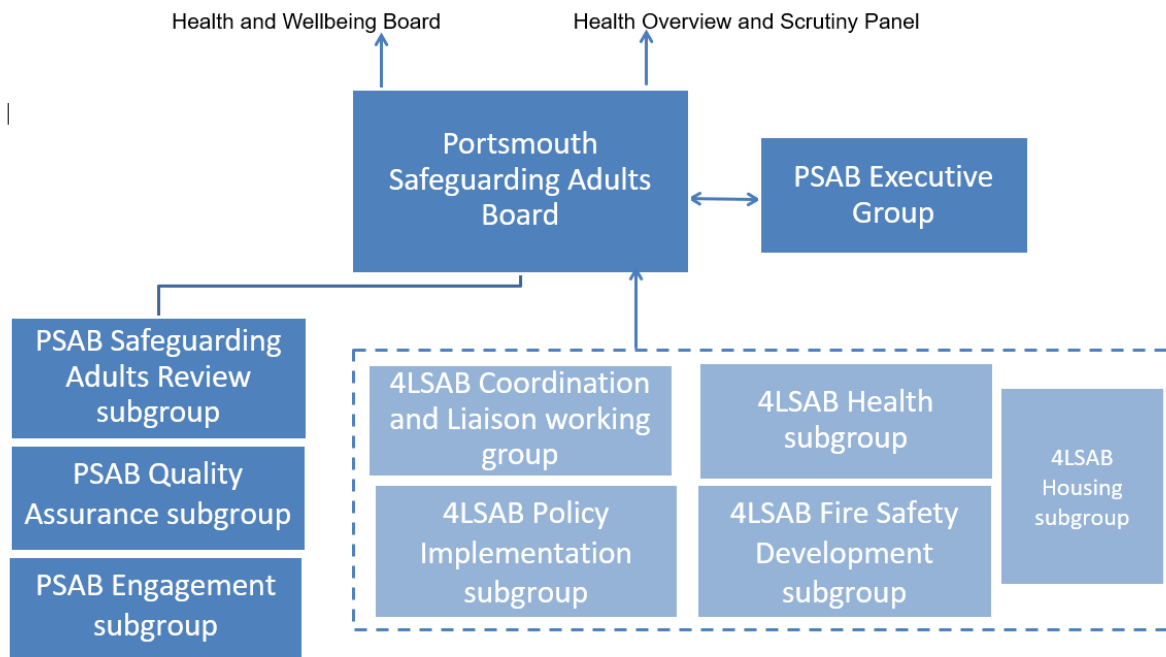 Health and Wellbeing Board
Health Overview and Scrutiny Panel
Portsmouth
Safeguarding Adults
Board
PSAB Executive
Group
PSAB Safeguarding
Adults Review
subgroup
PSAB Quality
Assurance subgroup
PSAB Engagement
subgroup
4LSAB Coordination
and Liaison working
group
4LSAB Health
subgroup
4LSAB
Housing
subgroup
4LSAB Policy
Implementation
subgroup
4LSAB Fire Safety
Development
subgroup